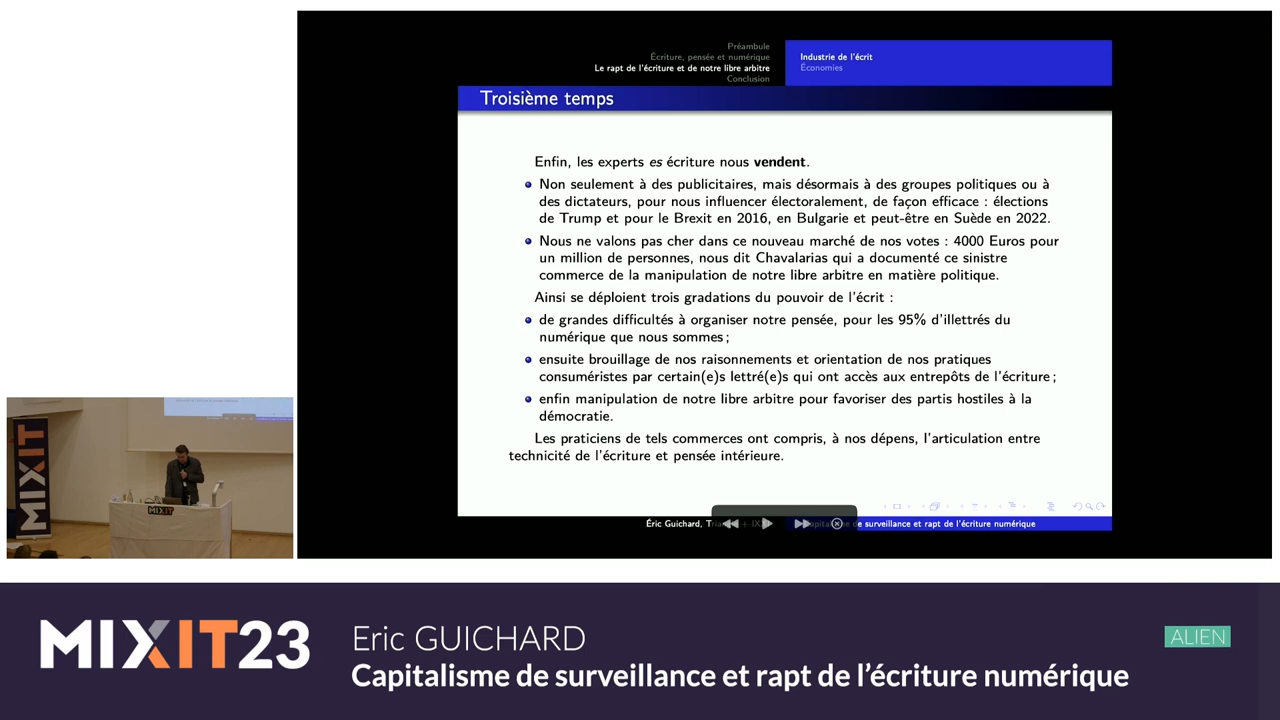 Préambule
Écriture, pensée et numérique
Le rapt de l'écriture et de notre libre arbitre
Conclusion
Industrie de l'écrit
Économies
Troisième temps
Enfin, les experts es écriture nous vendent.
Non seulement à des publicitaires, mais désormais à des groupes politiques ou à
des dictateurs, pour nous influencer électoralement, de façon efficace : élections
de Trump et pour le Brexit en 2016, en Bulgarie et peut-être en Suède en 2022.
Nous ne valons pas cher dans ce nouveau marché de nos votes : 4000 Euros pour
un million de personnes, nous dit Chavalarias qui a documenté ce sinistre
commerce de la manipulation de notre libre arbitre en matière politique.
Ainsi se déploient trois gradations du pouvoir de l'écrit :
de grandes difficultés à organiser notre pensée, pour les 95% d'illettrés du
numérique que nous sommes ;
ensuite brouillage de nos raisonnements et orientation de nos pratiques
consuméristes par certain(e)s lettré(e)s qui ont accès aux entrepôts de l'écriture ;
enfin manipulation de notre libre arbitre pour favoriser des partis hostiles à la
démocratie.
Les praticiens de tels commerces ont compris, à nos dépens, l'articulation entre
technicité de l'écriture et pensée intérieure.
Éric Guichard,
de surveillance et rapt de l'écriture numérique
MIXIT
MIXIT
MIXIT23
Eric GUICHARD
ALIEN
Capitalisme de surveillance et rapt de l'écriture numérique